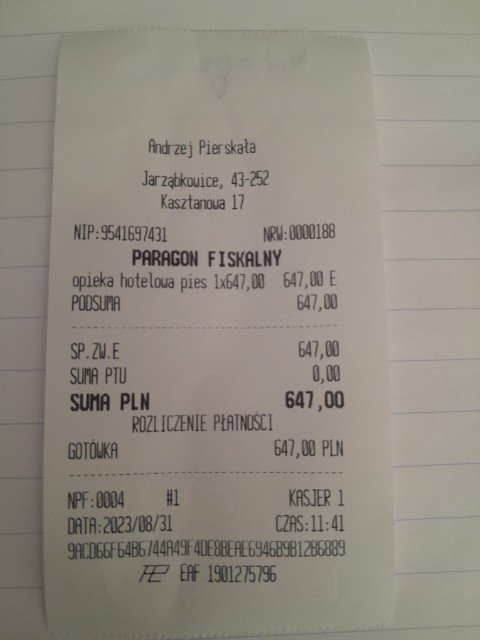 Andrzej Pierskała
Jarząbkowice, 43-252
Kasztanowa 17
NIP:9541697431 NRW:0000188
PARAGON FISKALNY
opieka hotelowa pies 1x647,00 647,00 E
PODSUMA 647,00
SP.ZW.E 647,00
SUMA PTU 0,00
SUMA PLN 647,00
ROZLICZENIE PŁATNOŚCI
GOTÓWKA 647,00 PLN
NPF:0004 #1 KASJER 1
DATA:2023/08/31 CZAS:11:41
9ACD66F64B6744A49F4DE8BEAE6946B9B12B6889
EAF 1901275796